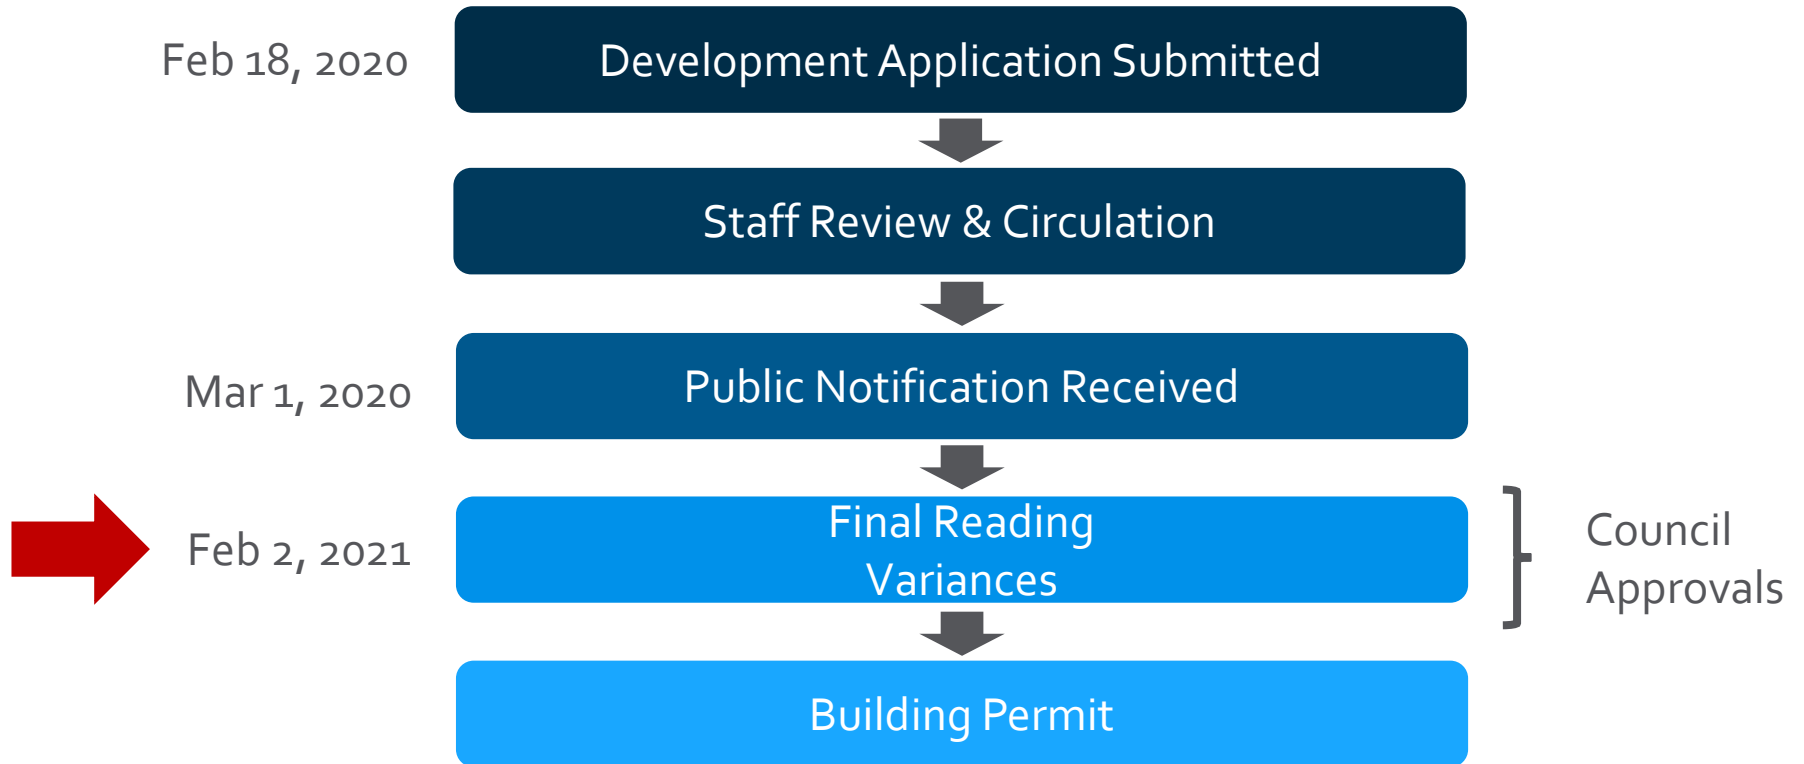 Feb 18, 2020
Development Application Submitted
Staff Review & Circulation
Mar 1, 2020
Public Notification Received
Feb 2, 2021
Final Reading
Variances
Council
Approvals
Building Permit